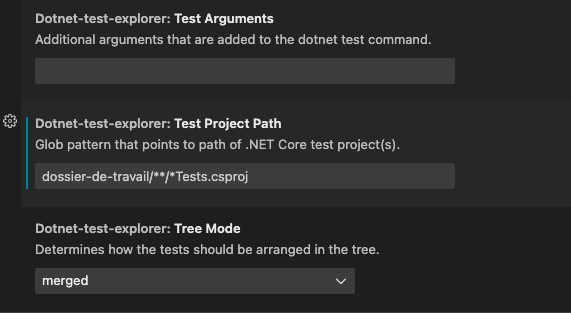 Dotnet-test-explorer: Test Arguments
Additional arguments that are added to the dotnet test command.
Dotnet-test-explorer: Test Project Path
Glob pattern that points to path of .NET Core test project(s).
dossier-de-travail/**/*Tests.csproj
Dotnet-test-explorer: Tree Mode
Determines how the tests should be arranged in the tree.
merged